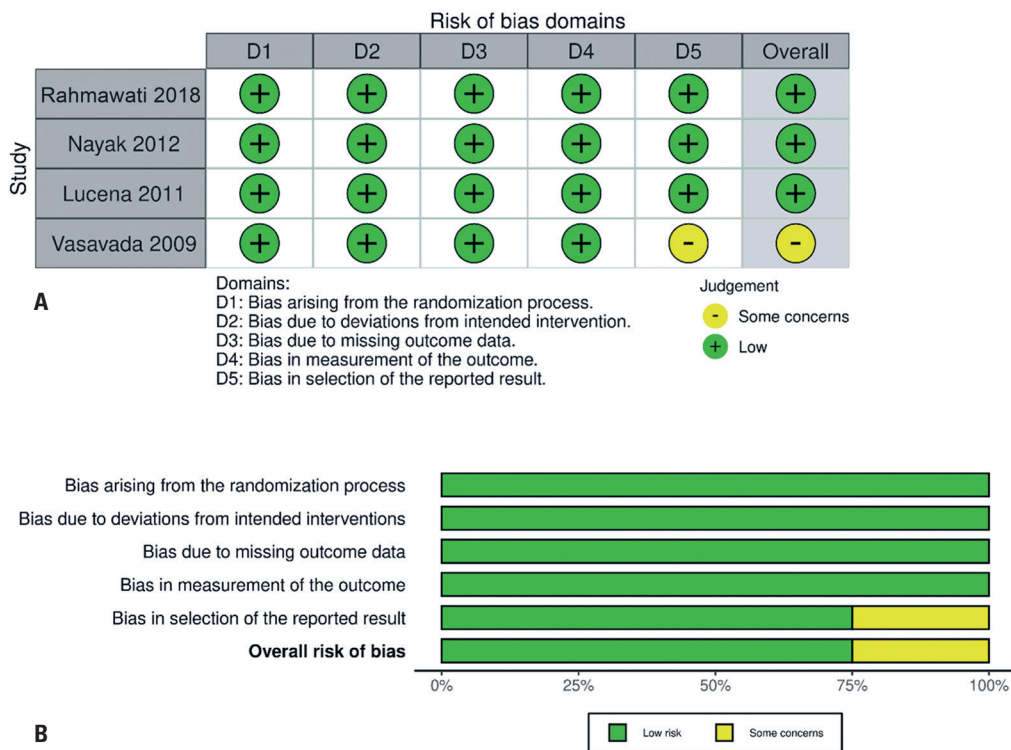 Risk of bias domains
D1 D2 D3 D4 D5 Overall
Study
Rahmawati 2018 + + + + + +
Nayak 2012 + + + + + +
Lucena 2011 + + + + + +
Vasavada 2009 + + + + - -
A
Domains:
D1: Bias arising from the randomization process.
D2: Bias due to deviations from intended intervention.
D3: Bias due to missing outcome data.
D4: Bias in measurement of the outcome.
D5: Bias in selection of the reported result.
Judgement
- Some concerns
+ Low
Bias arising from the randomization process
Bias due to deviations from intended interventions
Bias due to missing outcome data
Bias in measurement of the outcome
Bias in selection of the reported result
Overall risk of bias
0% 25% 50% 75% 100%
B
Low risk Some concerns